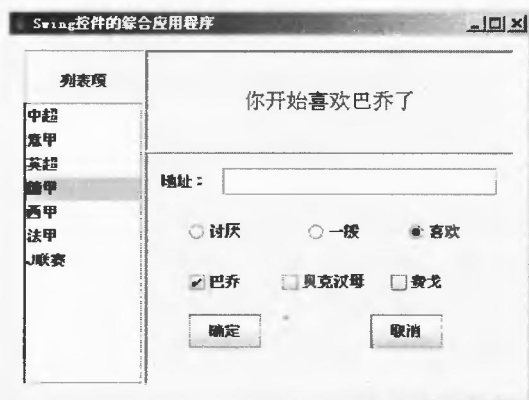 Swing控件的综合应用程序
列表项
中超
意甲
英超
德甲
西甲
法甲
J联赛
你开始喜欢巴乔了
地址：
讨厌 一般 喜欢
巴乔 贝克汉母 费戈
确定 取消